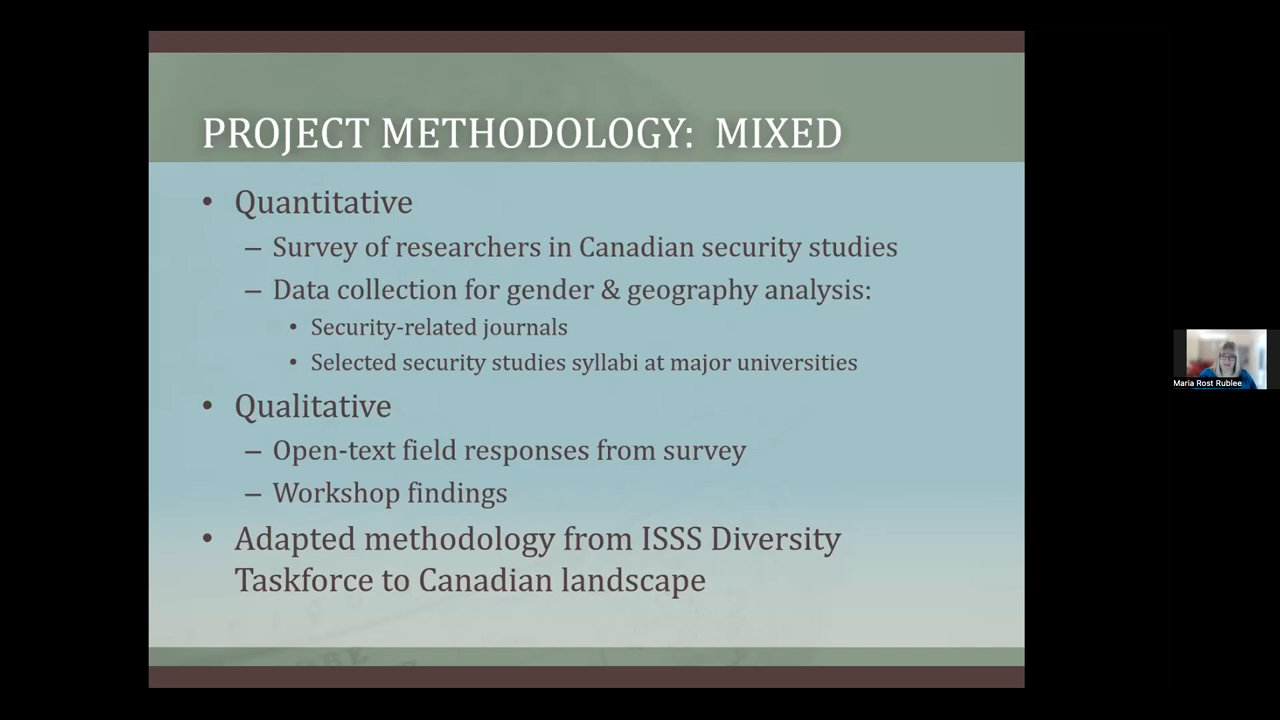 PROJECT METHODOLOGY: MIXED
• Quantitative
– Survey of researchers in Canadian security studies
– Data collection for gender & geography analysis:
• Security-related journals
• Selected security studies syllabi at major universities
• Qualitative
– Open-text field responses from survey
– Workshop findings
• Adapted methodology from ISSS Diversity
Taskforce to Canadian landscape
Maria Rost Rublee